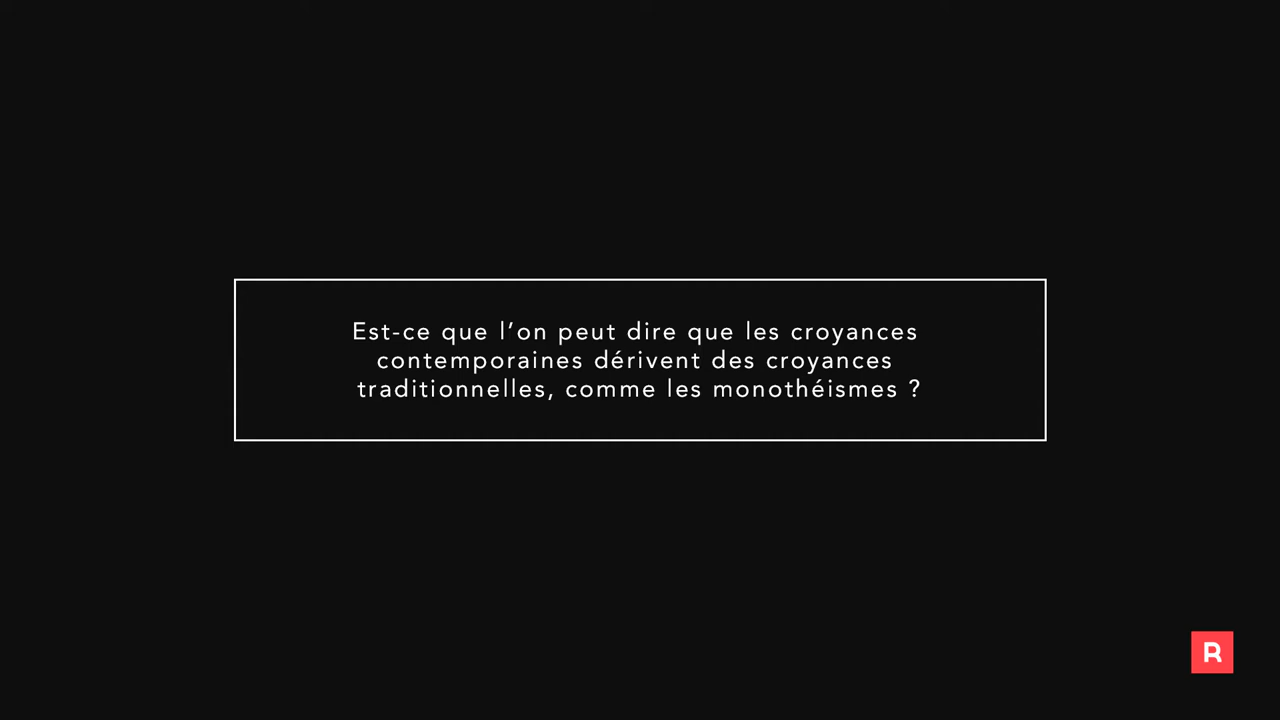 Est-ce que l’on peut dire que les croyances
contemporaines dérivent des croyances
traditionnelles, comme les monothéismes ?
R